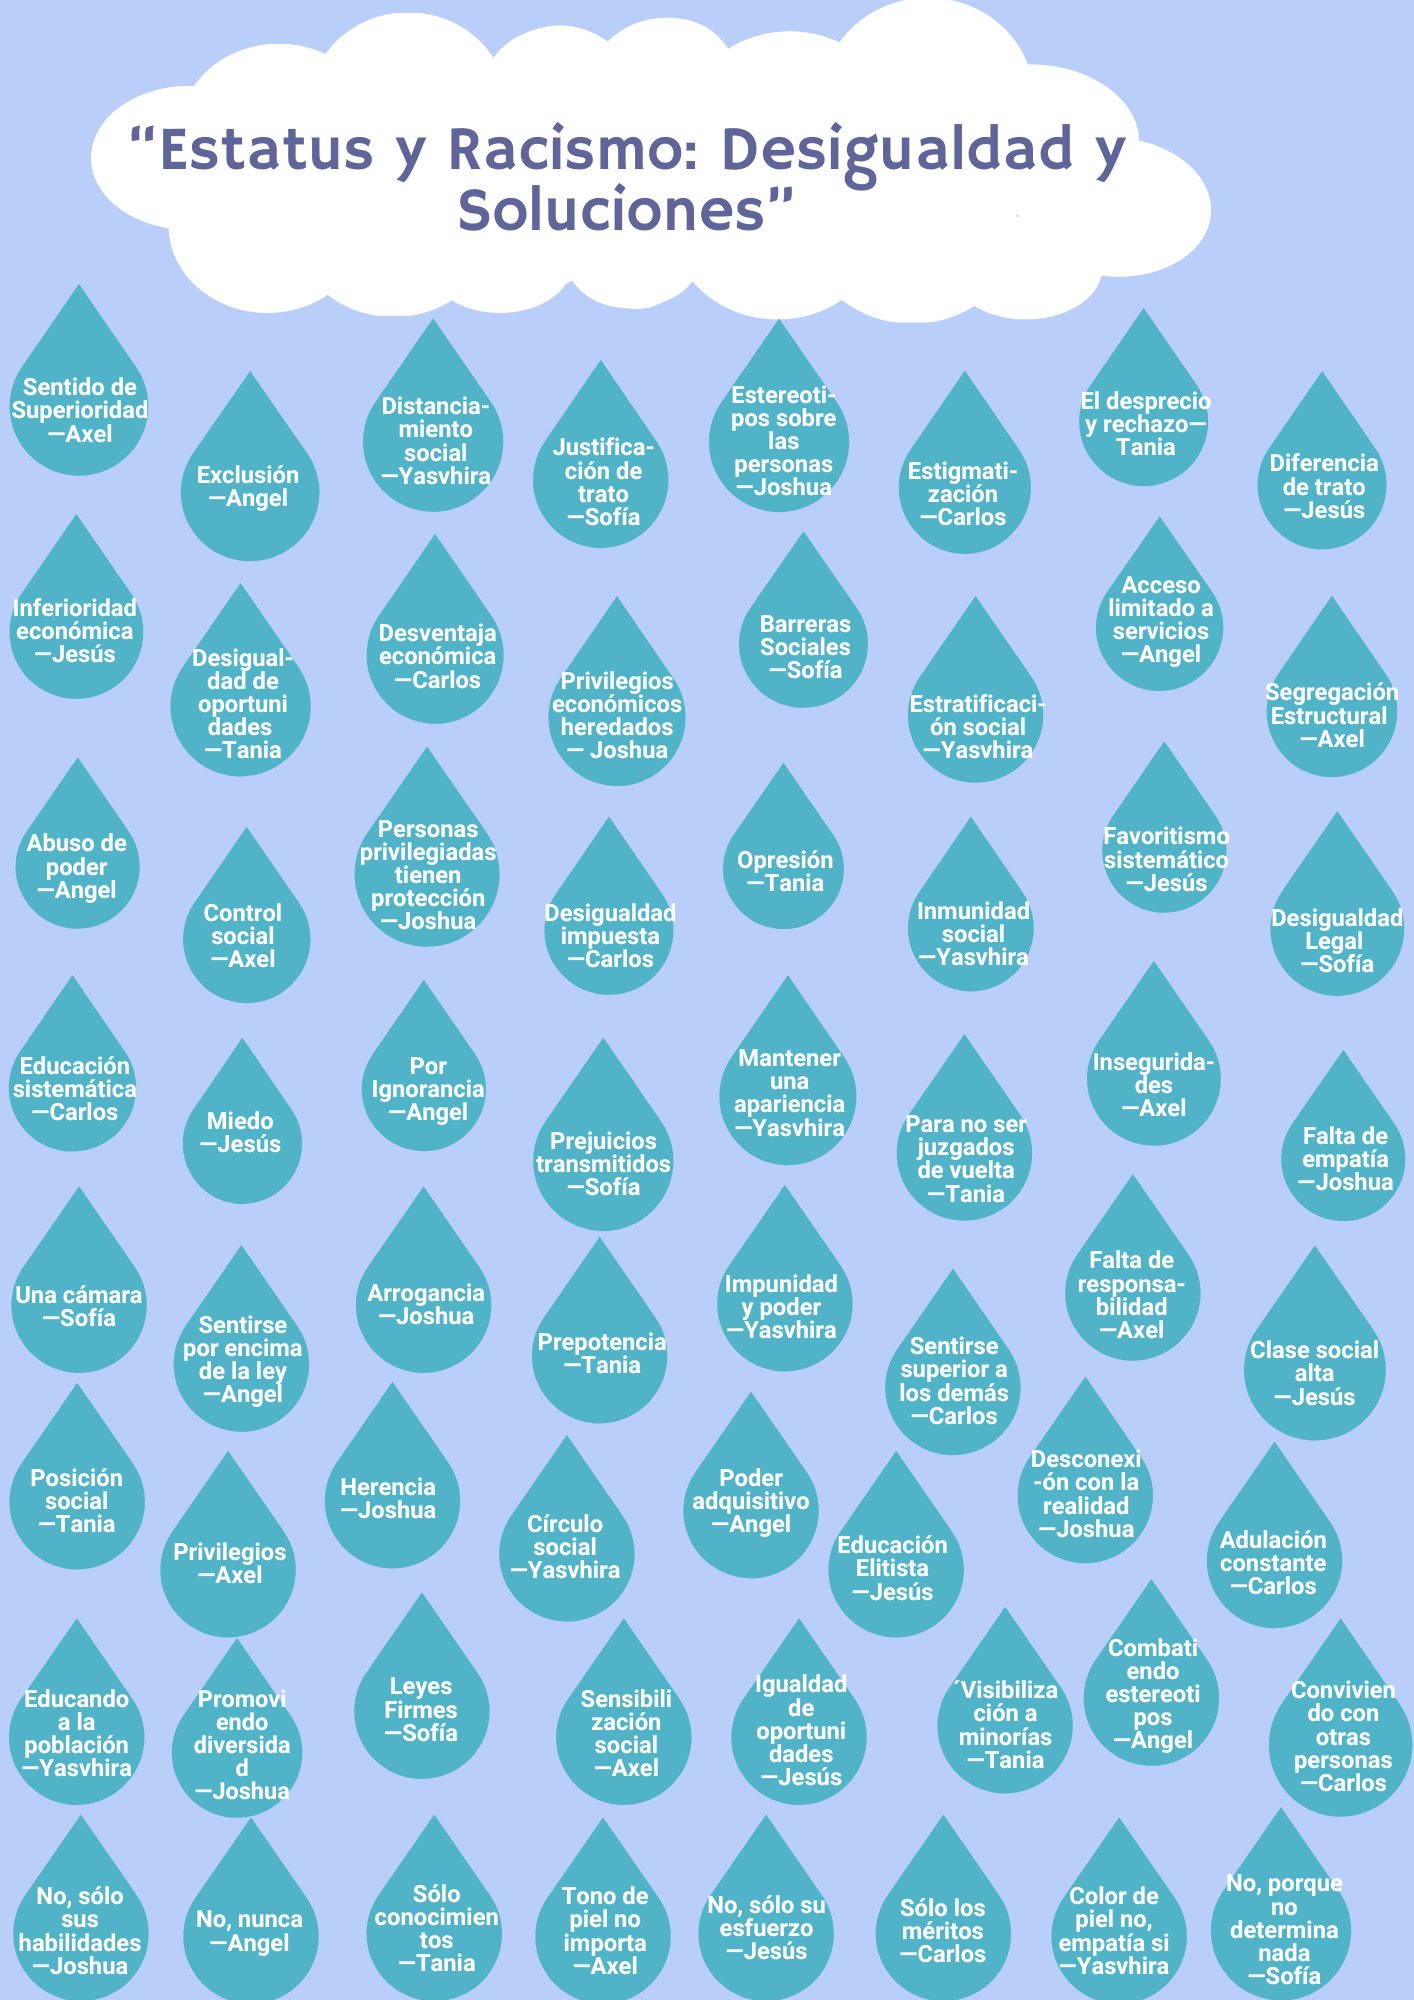 “Estatus y Racismo: Desigualdad y
Soluciones”
Sentido de
Superioridad
—Axel
Exclusión
—Angel
Distancia-
miento
social
—Yasvhira
Justifica-
ción de
trato
—Sofía
Estereoti-
pos sobre
las
personas
—Joshua
Estigmati-
zación
—Carlos
El desprecio
y rechazo—
Tania
Diferencia
de trato
—Jesús
Inferioridad
económica
—Jesús
Desigual-
dad de
oportuni
dades
—Tania
Desventaja
económica
—Carlos
Privilegios
económicos
heredados
— Joshua
Barreras
Sociales
—Sofía
Estratificaci-
ón social
—Yasvhira
Acceso
limitado a
servicios
—Angel
Segregación
Estructural
—Axel
Abuso de
poder
—Angel
Control
social
—Axel
Personas
privilegiadas
tienen
protección
—Joshua
Desigualdad
impuesta
—Carlos
Opresión
—Tania
Inmunidad
social
—Yasvhira
Favoritismo
sistemático
—Jesús
Desigualdad
Legal
—Sofía
Educación
sistemática
—Carlos
Miedo
—Jesús
Por
Ignorancia
—Angel
Prejuicios
transmitidos
—Sofía
Mantener
una
apariencia
—Yasvhira
Para no ser
juzgados
de vuelta
—Tania
Insegurida-
des
—Axel
Falta de
empatía
—Joshua
Una cámara
—Sofía
Sentirse
por encima
de la ley
—Angel
Arrogancia
—Joshua
Prepotencia
—Tania
Impunidad
y poder
—Yasvhira
Sentirse
superior a
los demás
—Carlos
Falta de
responsa-
bilidad
—Axel
Clase social
alta
—Jesús
Posición
social
—Tania
Privilegios
—Axel
Herencia
—Joshua
Círculo
social
—Yasvhira
Poder
adquisitivo
—Angel
Educación
Elitista
—Jesús
Desconexi
-ón con la
realidad
—Joshua
Adulación
constante
—Carlos
Educando
a la
población
—Yasvhira
Promovi
endo
diversida
d
—Joshua
Leyes
Firmes
—Sofía
Sensibili
zación
social
—Axel
Igualdad
de
oportuni
dades
—Jesús
´Visibiliza
ción a
minorías
—Tania
Combati
endo
estereoti
pos
—Angel
Convivien
do con
otras
personas
—Carlos
No, sólo
sus
habilidades
—Joshua
No, nunca
—Angel
Sólo
conocimien
tos
—Tania
Tono de
piel no
importa
—Axel
No, sólo su
esfuerzo
—Jesús
Sólo los
méritos
—Carlos
Color de
piel no,
empatía si
—Yasvhira
No, porque
no
determina
nada
—Sofía